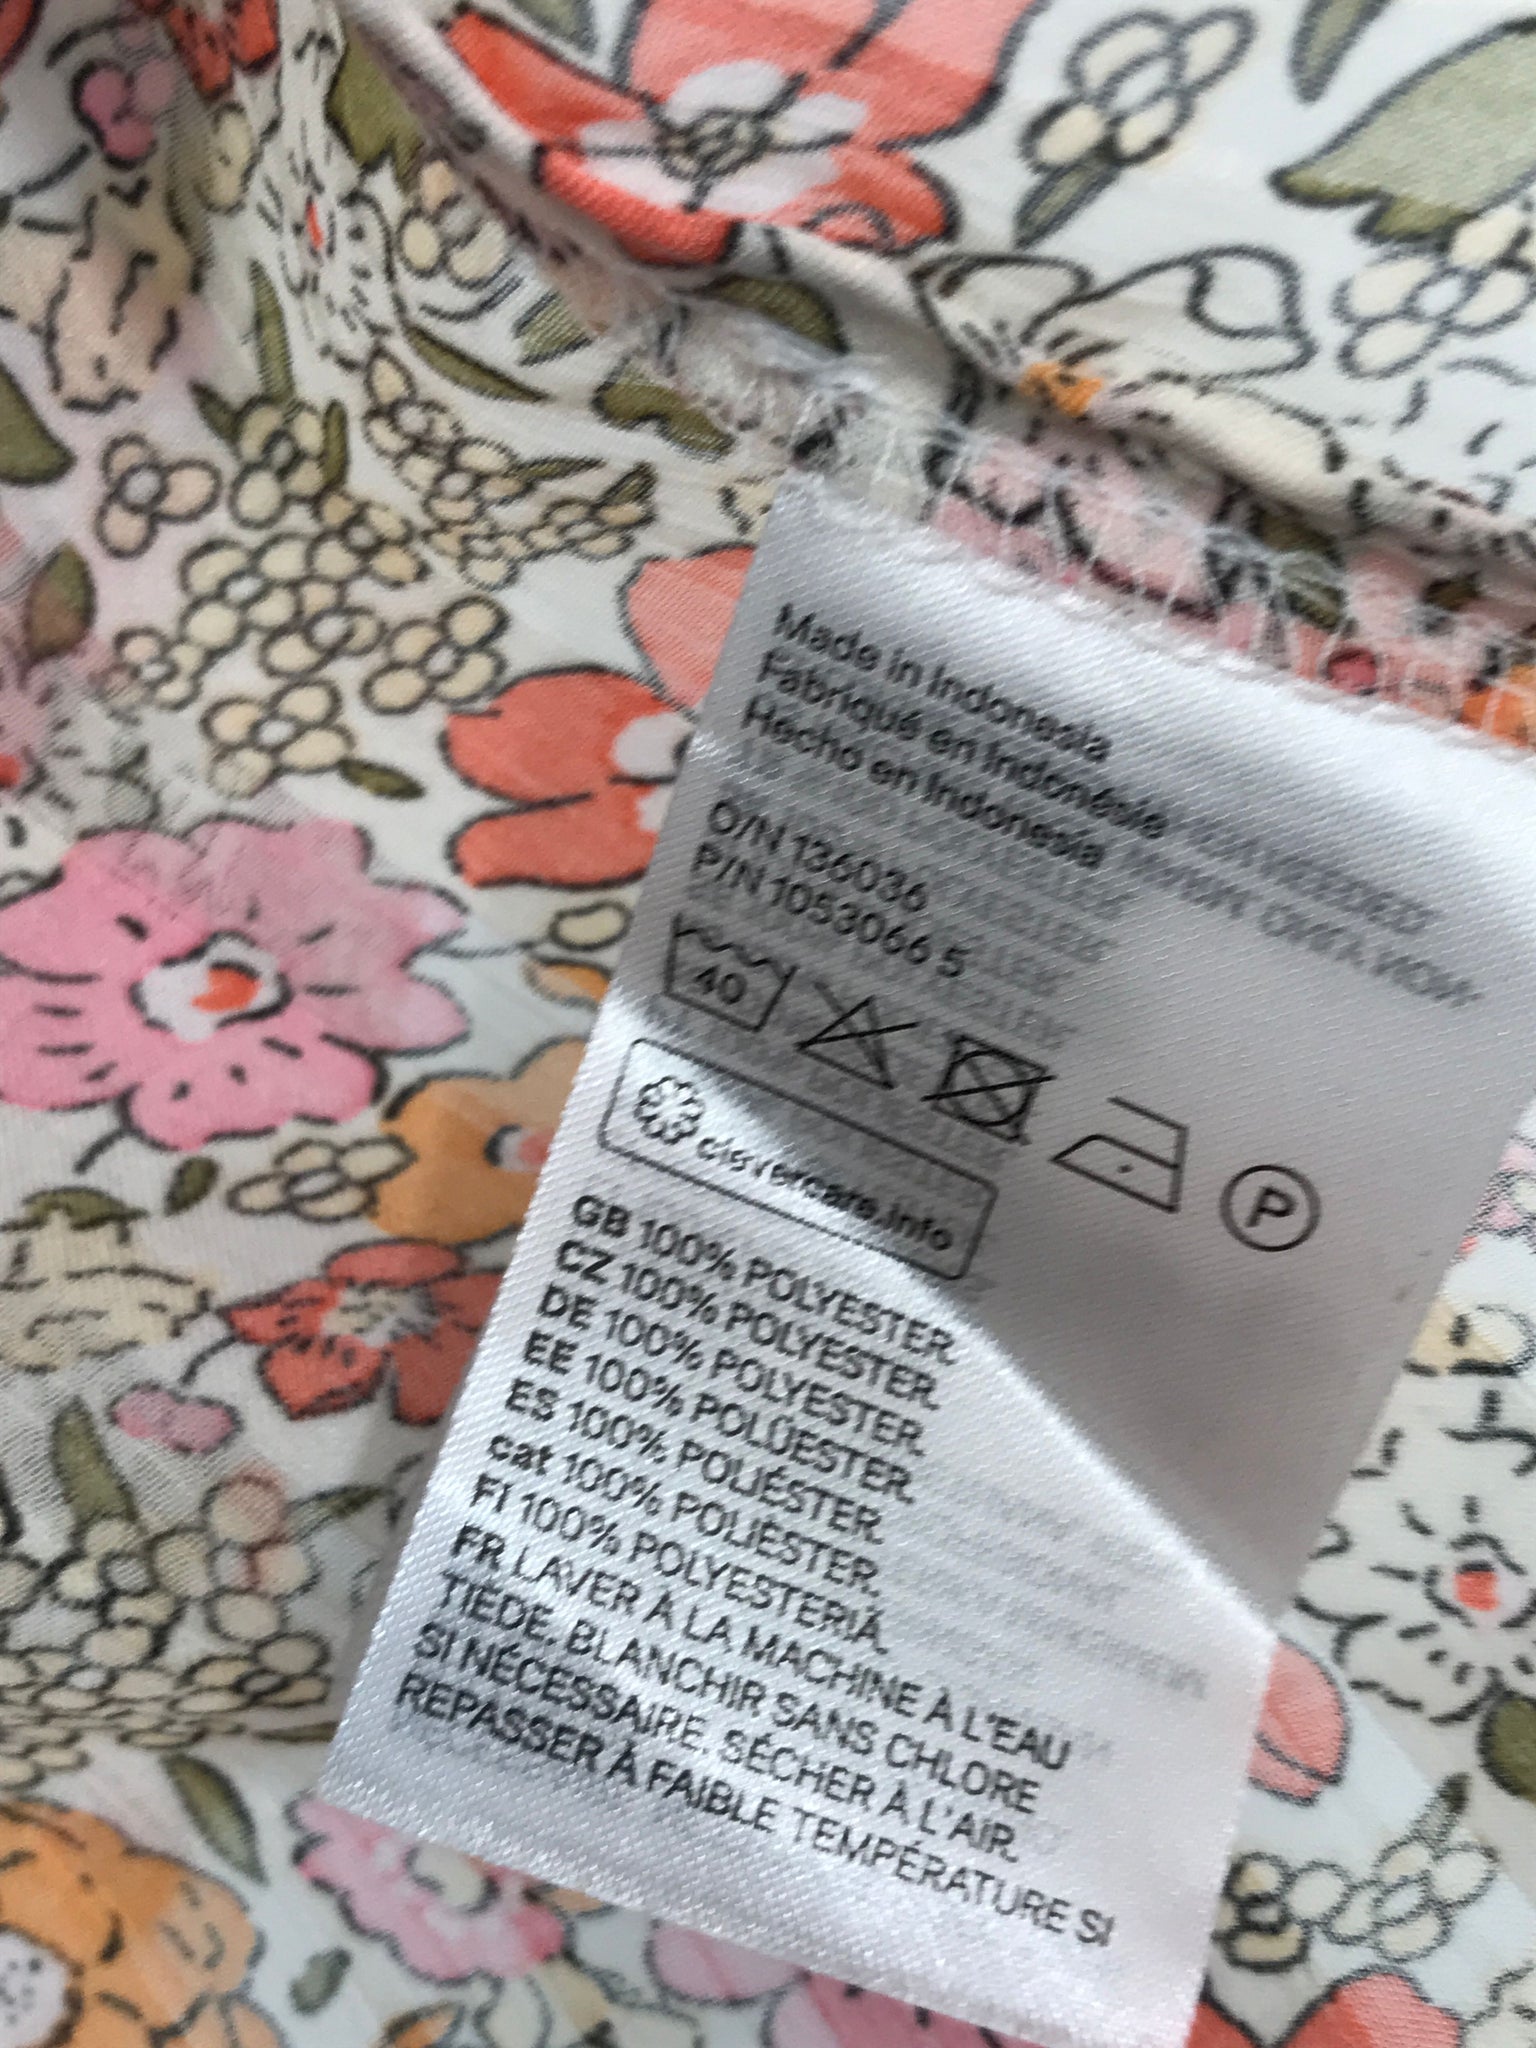 Made in Indonesia
Fabriqué en Indonésie
Hecho en Indonesia
O/N 136036
P/N 1053066 5
40
P
clevercare.info
GB 100% POLYESTER.
CZ 100% POLYESTER.
DE 100% POLYESTER.
EE 100% POLÜESTER.
ES 100% POLIÉSTER.
cat 100% POLIÈSTER.
FI 100% POLYESTERIÄ.
FR LAVER À LA MACHINE À L'EAU
TIÈDE. BLANCHIR SANS CHLORE
SI NÉCESSAIRE. SÉCHER À L'AIR.
REPASSER À FAIBLE TEMPÉRATURE SI